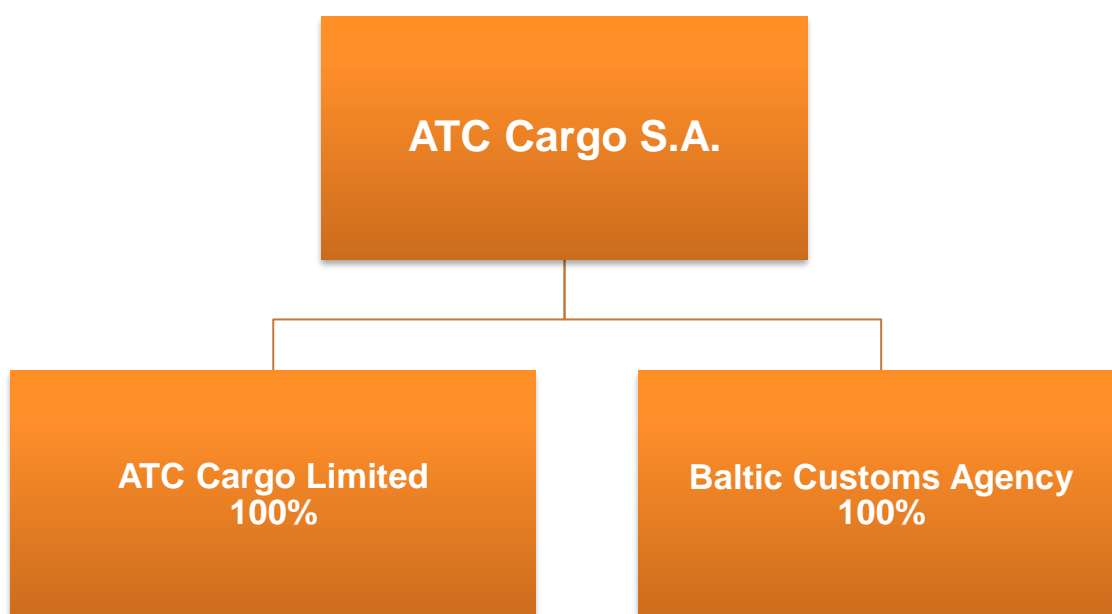 ATC Cargo S.A.
ATC Cargo Limited
100%
Baltic Customs Agency
100%